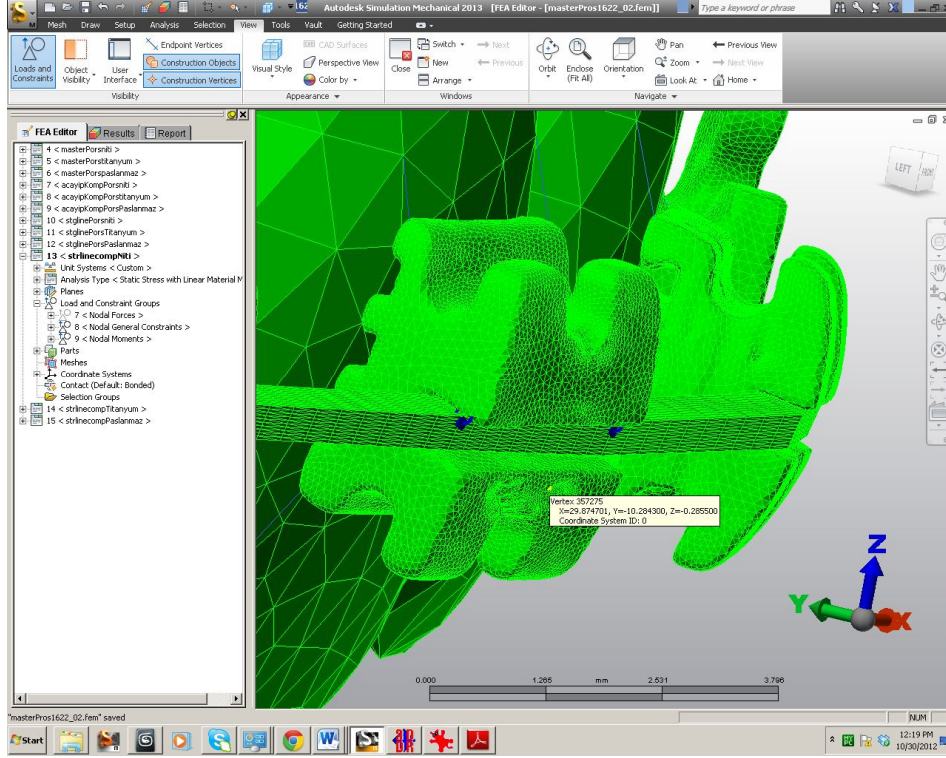 Autodesk Simulation Mechanical 2013 [FEA Editor - [masterPros1622_02.fem]]
Type a keyword or phrase
Mesh Draw Setup Analysis Selection View Tools Vault Getting Started
Loads and Constraints
Object Visibility
User Interface
Endpoint Vertices
Construction Objects
Construction Vertices
Visibility
Visual Style
CAD Surfaces
Perspective View
Color by
Appearance
Close
Switch
New
Arrange
Next
Previous
Windows
Orbit
Enclose (Fit All)
Orientation
Pan
Zoom
Look At
Previous View
Next View
Home
Navigate
FEA Editor Results Report
4 < masterPorsniti >
5 < masterPorstitanyum >
6 < masterPorspaslanmaz >
7 < acayipKompPorsniti >
8 < acayipKompPorstitanyum >
9 < acayipKompPorsPaslanmaz >
10 < stglinePorsniti >
11 < stglinePorsTitanyum >
12 < stglinePorsPaslanmaz >
13 < strlinecompNiti >
Unit Systems < Custom >
Analysis Type < Static Stress with Linear Material M
Planes
Load and Constraint Groups
7 < Nodal Forces >
8 < Nodal General Constraints >
9 < Nodal Moments >
Parts
Meshes
Coordinate Systems
Contact (Default: Bonded)
Selection Groups
14 < strlinecompTitanyum >
15 < strlinecompPaslanmaz >
LEFT
Vertex 357275
X=29.874701, Y=-10.284300, Z=-0.285500
Coordinate System ID: 0
Z
Y
X
0.000 1.265 mm 2.531 3.796
"masterPros1622_02.fem" saved
NUM
Start
12:19 PM
10/30/2012